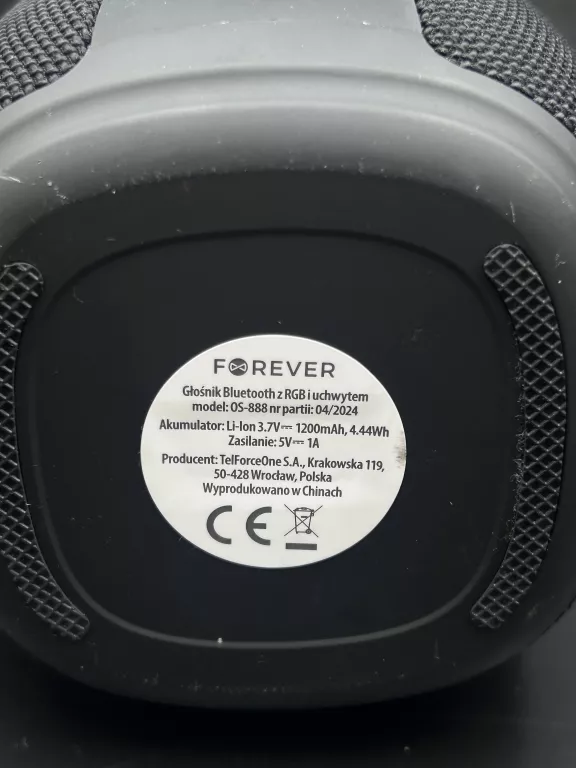 FOREVER
Głośnik Bluetooth z RGB i uchwytem
model: OS-888 nr partii: 04/2024
Akumulator: Li-Ion 3.7V⎓ 1200mAh, 4.44Wh
Zasilanie: 5V⎓ 1A
Producent: TelForceOne S.A., Krakowska 119,
50-428 Wrocław, Polska
Wyprodukowano w Chinach
CE